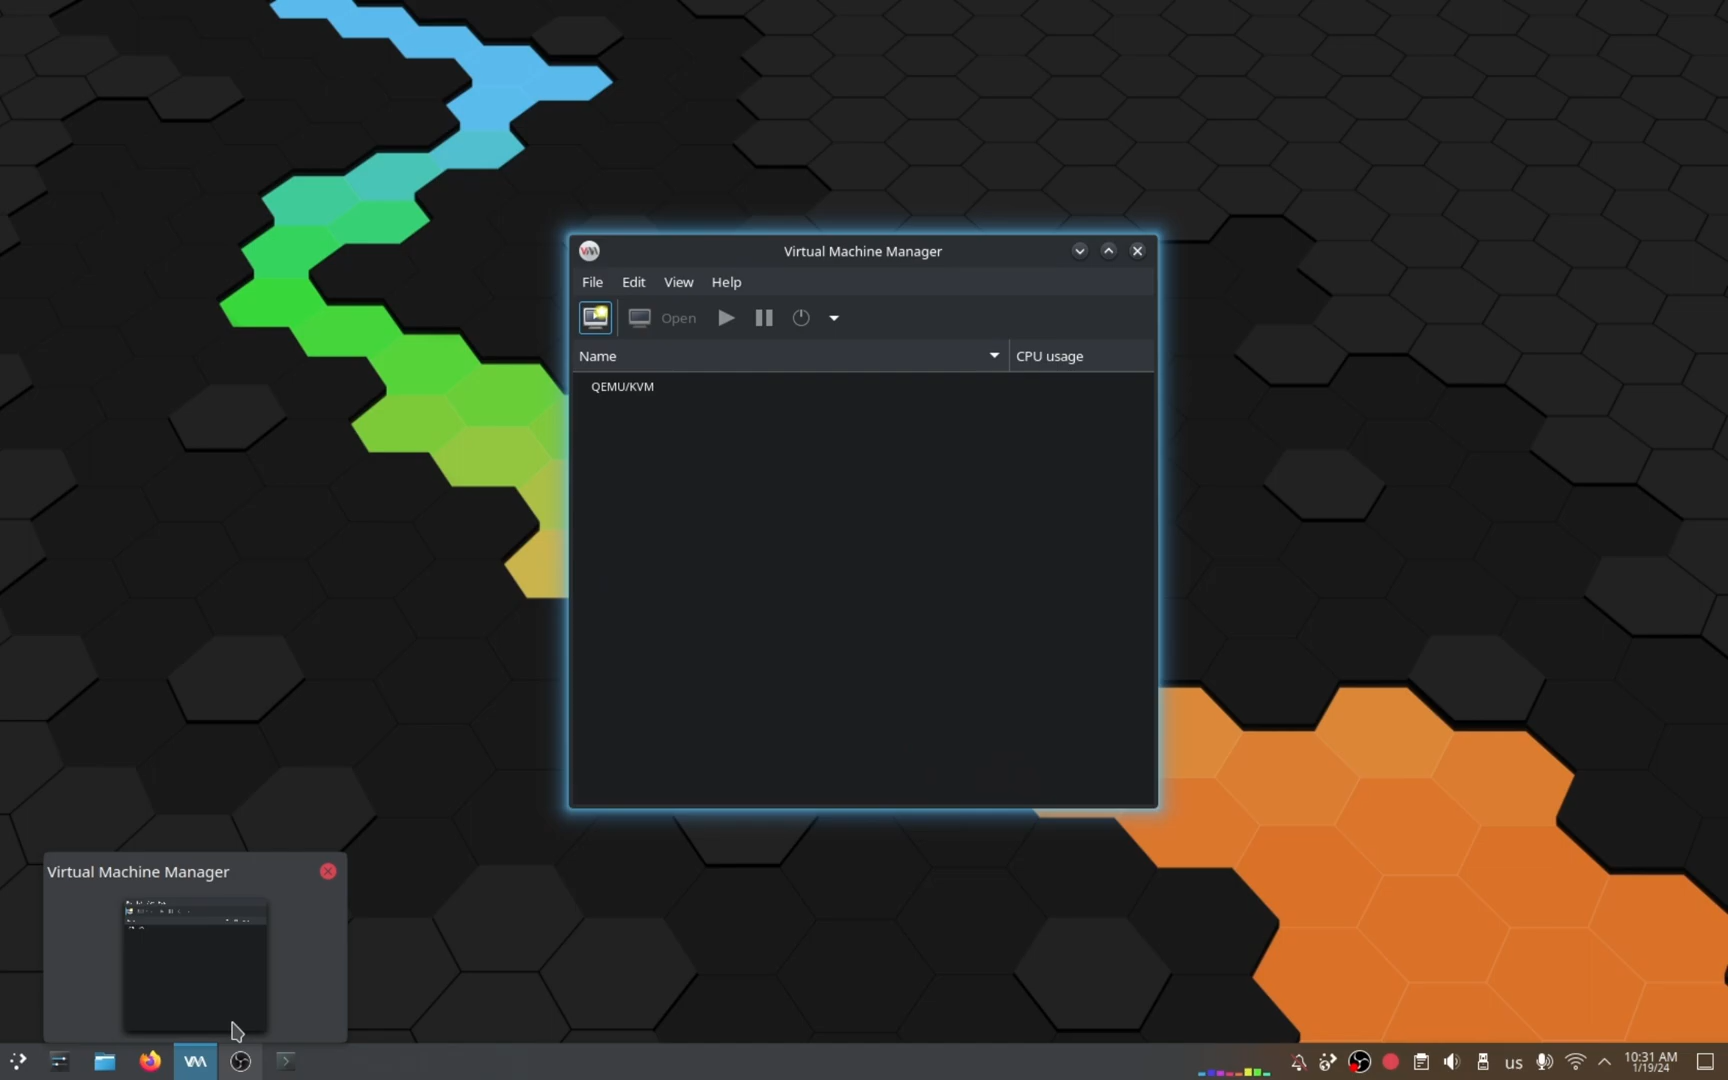 Virtual Machine Manager
File Edit View Help
Open
Name CPU usage
QEMU/KVM
Virtual Machine Manager
us
10:31 AM
1/19/24